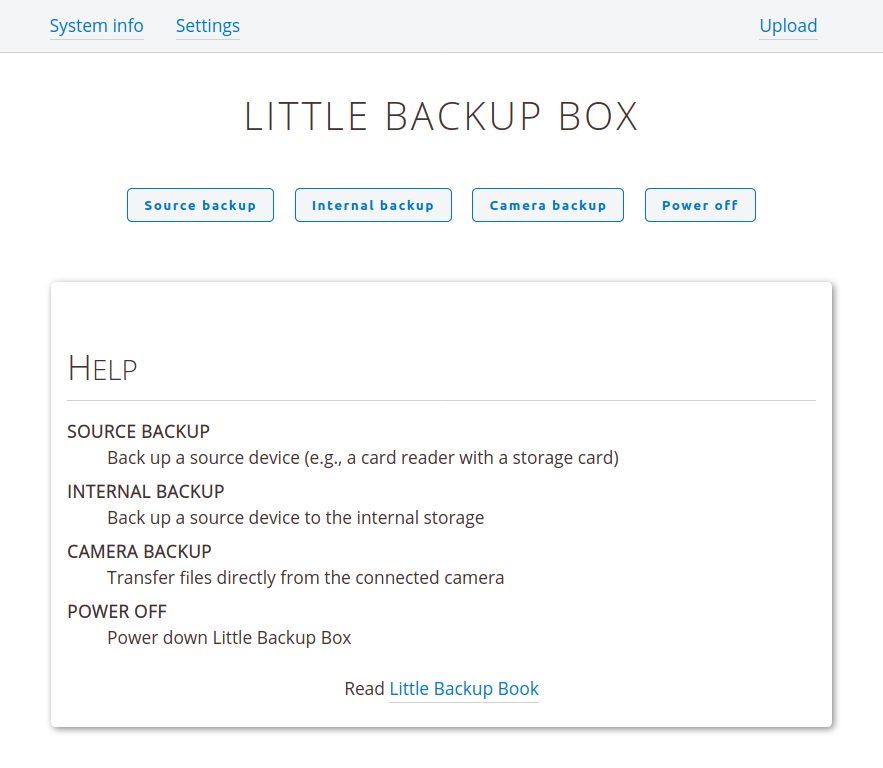 System info Settings Upload
LITTLE BACKUP BOX
Source backup Internal backup Camera backup Power off
HELP
SOURCE BACKUP
Back up a source device (e.g., a card reader with a storage card)
INTERNAL BACKUP
Back up a source device to the internal storage
CAMERA BACKUP
Transfer files directly from the connected camera
POWER OFF
Power down Little Backup Box
Read Little Backup Book